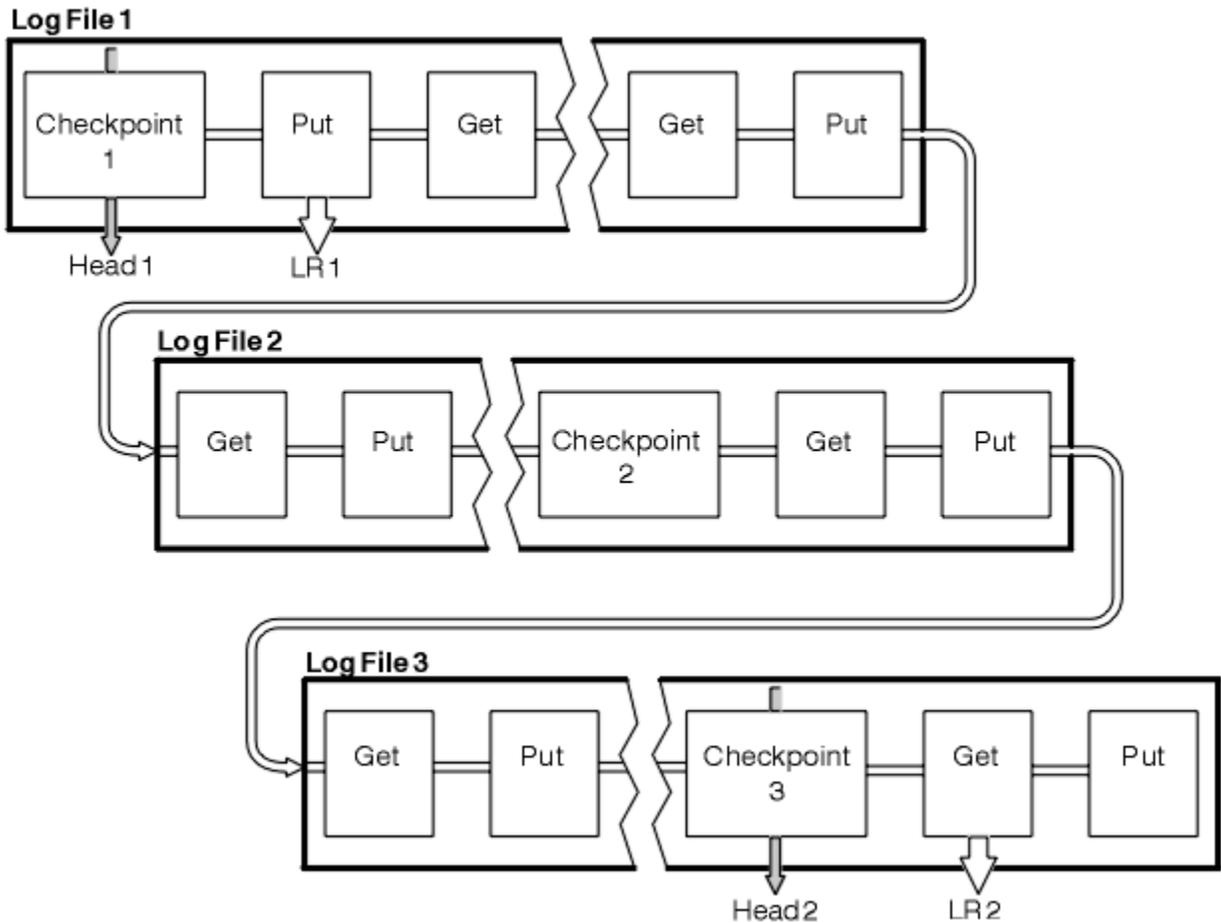 Log File 1
Checkpoint
1
Put
Get
Get
Put
Head 1
LR 1
Log File 2
Get
Put
Checkpoint
2
Get
Put
Log File 3
Get
Put
Checkpoint
3
Get
Put
Head 2
LR 2